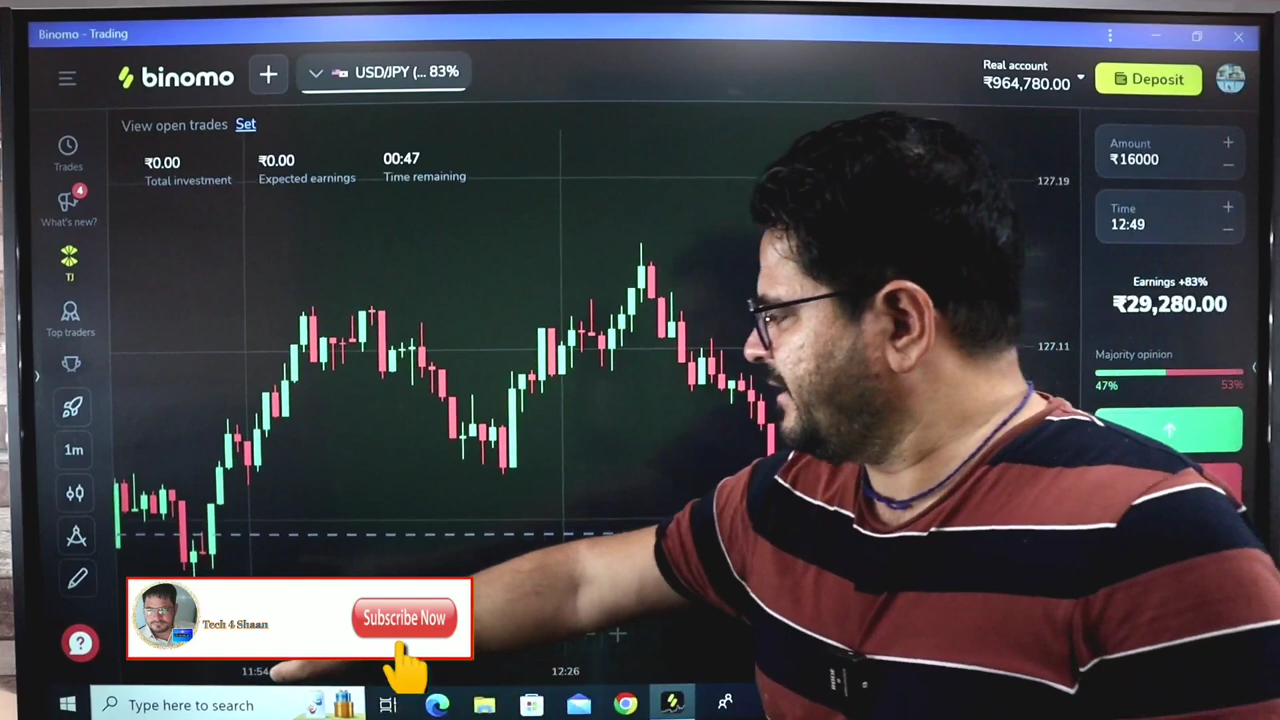 Binomo - Trading
binomo
USD/JPY (... 83%
Real account
₹964,780.00
Deposit
View open trades Set
₹0.00
Total investment
₹0.00
Expected earnings
00:47
Time remaining
Trades
4
What's new?
TJ
Top traders
1m
127.19
127.11
Amount
₹16000
Time
12:49
Earnings +83%
₹29,280.00
Majority opinion
47%
53%
Tech 4 Shaan
Subscribe Now
11:54
12:26
Type here to search